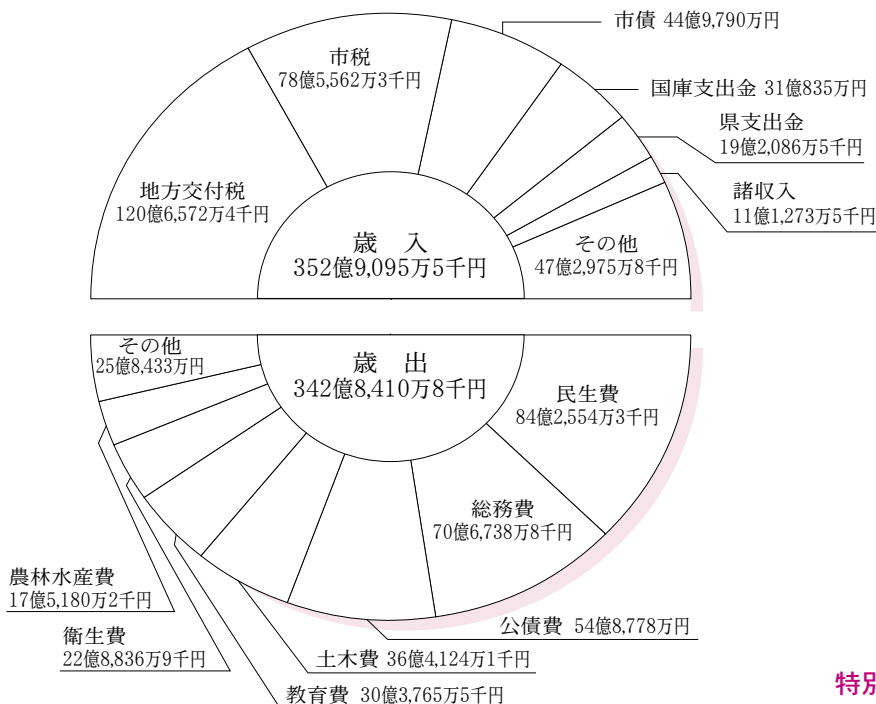 市債 44億9,790万円
市税
78億5,562万3千円
国庫支出金 31億835万円
県支出金
19億2,086万5千円
地方交付税
120億6,572万4千円
諸収入
11億1,273万5千円
歳 入
352億9,095万5千円
その他
47億2,975万8千円
その他
25億8,433万円
歳 出
342億8,410万8千円
民生費
84億2,554万3千円
総務費
70億6,738万8千円
農林水産費
17億5,180万2千円
公債費 54億8,778万円
衛生費
22億8,836万9千円
土木費 36億4,124万1千円
教育費 30億3,765万5千円
特別